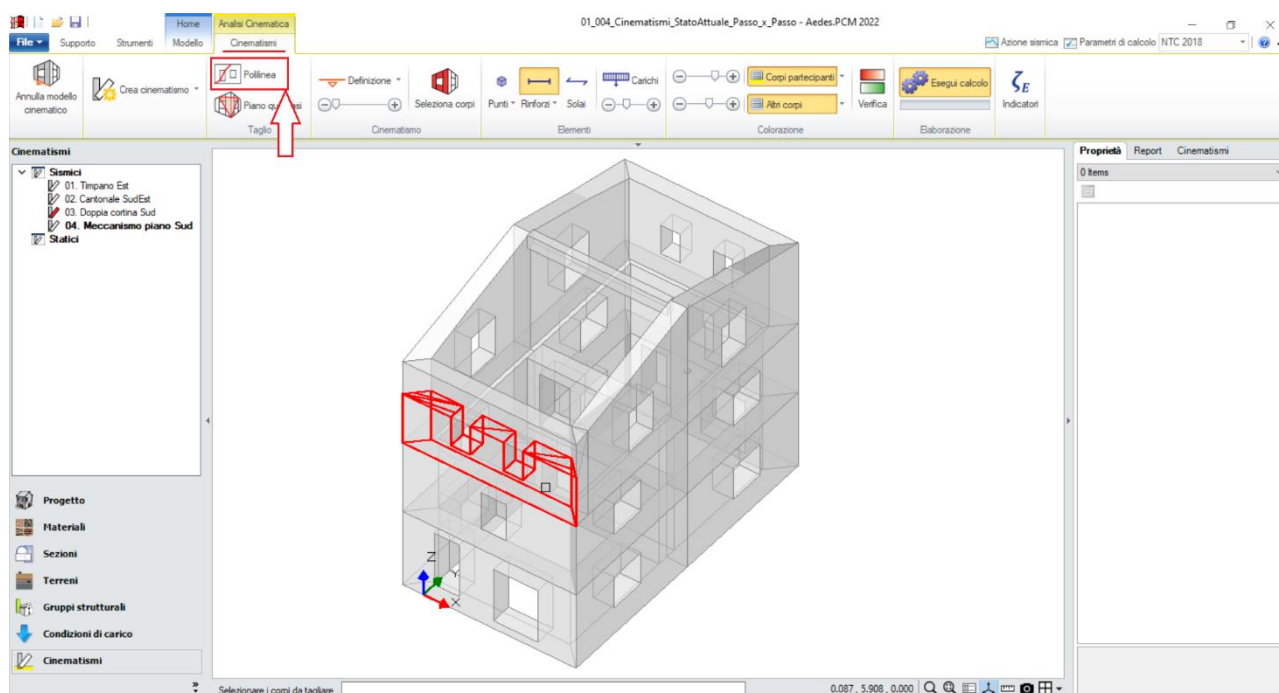 01_004_Cinematismi_StatoAttuale_Passo_x_Passo - Aedes.PCM 2022
Home
Analisi Cinematica
File
Supporto
Strumenti
Modello
Cinematismi
Azione sismica
Parametri di calcolo
NTC 2018
Annulla modello cinematico
Crea cinematismo
Polilinea
Piano qu
si
Taglio
Definizione
Seleziona corpi
Cinematismo
Punti
Rinforzi
Solai
Carichi
Elementi
Corpi partecipanti
Altri corpi
Verifica
Colorazione
Esegui calcolo
Elaborazione
ζE
Indicatori
Cinematismi
Sismici
01. Timpano Est
02. Cantonale SudEst
03. Doppia cortina Sud
04. Meccanismo piano Sud
Statici
Proprietà
Report
Cinematismi
0 Items
Z
Y
X
Progetto
Materiali
Sezioni
Terreni
Gruppi strutturali
Condizioni di carico
Cinematismi
Selezionare i corpi da tagliare
0.087 , 5.908 , 0.000